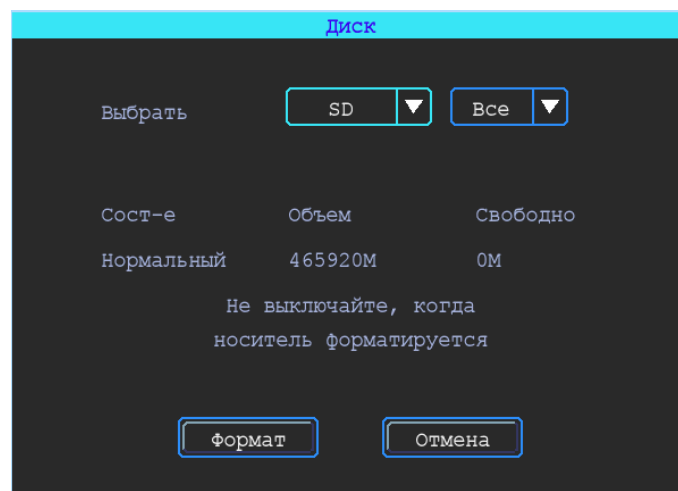 Диск
Выбрать SD Все
Сост-е Объем Свободно
Нормальный 465920M 0M
Не выключайте, когда
носитель форматируется
Формат Отмена